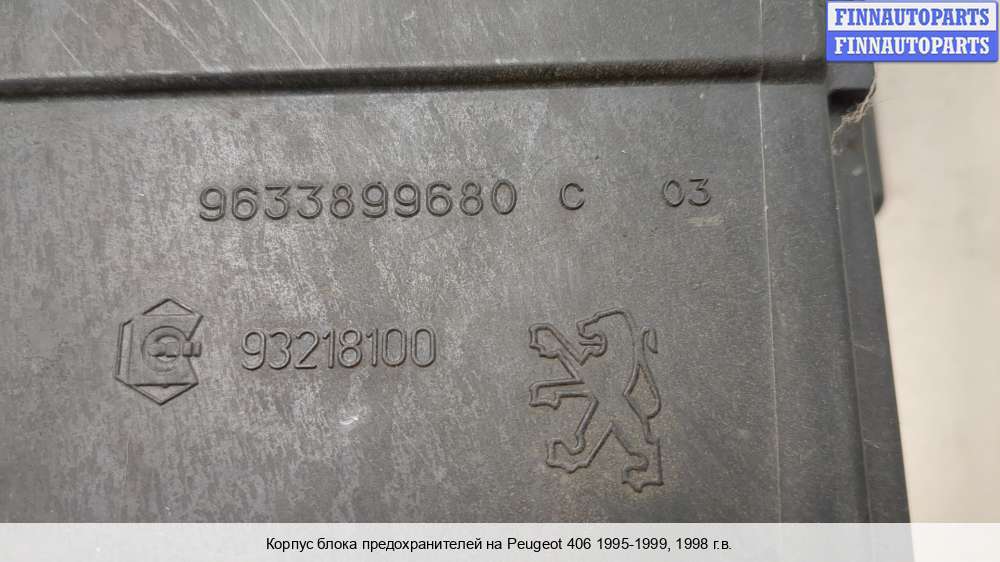 FINNAUTOPARTS
FINNAUTOPARTS
9633899680 C 03
93218100
Корпус блока предохранителей на Peugeot 406 1995-1999, 1998 г.в.